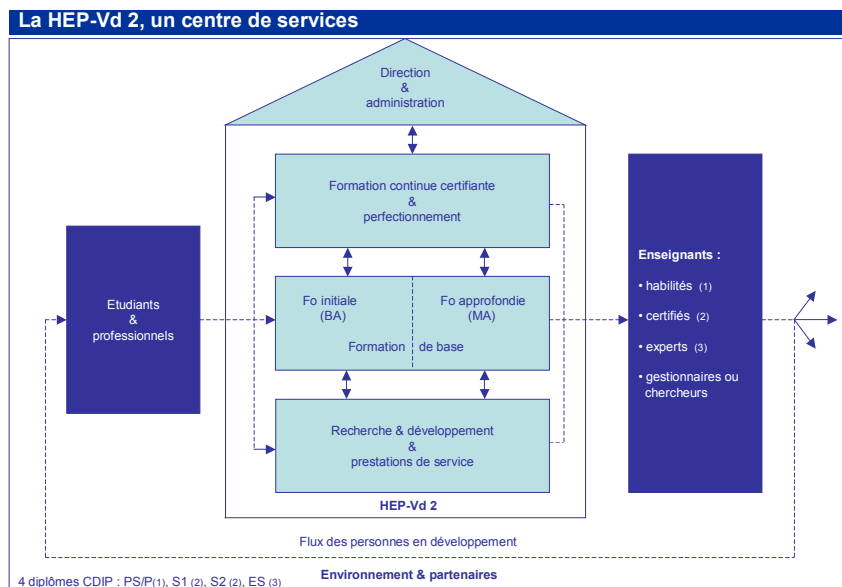 La HEP-Vd 2, un centre de services
Direction
&
administration
Formation continue certifiante
&
perfectionnement
Etudiants
&
professionnels
Fo initiale
(BA)
Fo approfondie
(MA)
Formation de base
Recherche & développement
&
prestations de service
HEP-Vd 2
Enseignants :
• habilités (1)
• certifiés (2)
• experts (3)
• gestionnaires ou
chercheurs
Flux des personnes en développement
Environnement & partenaires
4 diplômes CDIP : PS/P(1), S1 (2), S2 (2), ES (3)